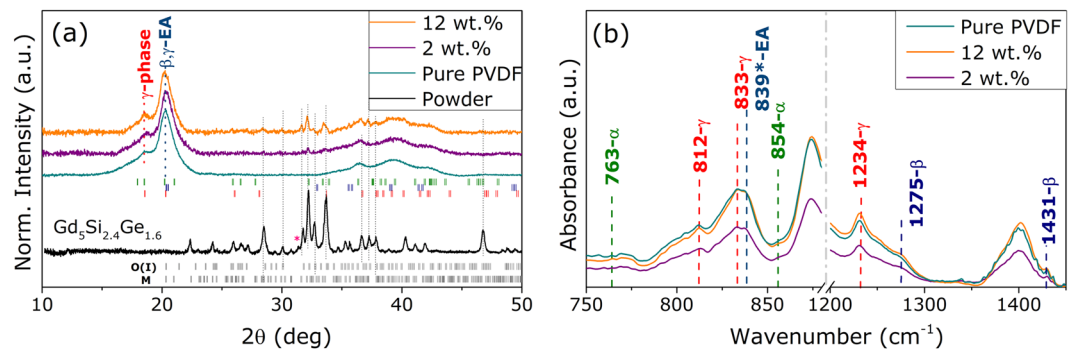 (a)
12 wt.%
2 wt.%
Pure PVDF
Powder
γ-phase
β,γ-EA
Norm. Intensity (a.u.)
Gd5Si2.4Ge1.6
*
O(I)
M
10 20 30 40 50
2θ (deg)
(b)
Pure PVDF
12 wt.%
2 wt.%
763-α
812-γ
833-γ
839*-EA
854-α
1234-γ
1275-β
1431-β
Absorbance (a.u.)
750 800 850 1200 1300 1400
Wavenumber (cm-1)